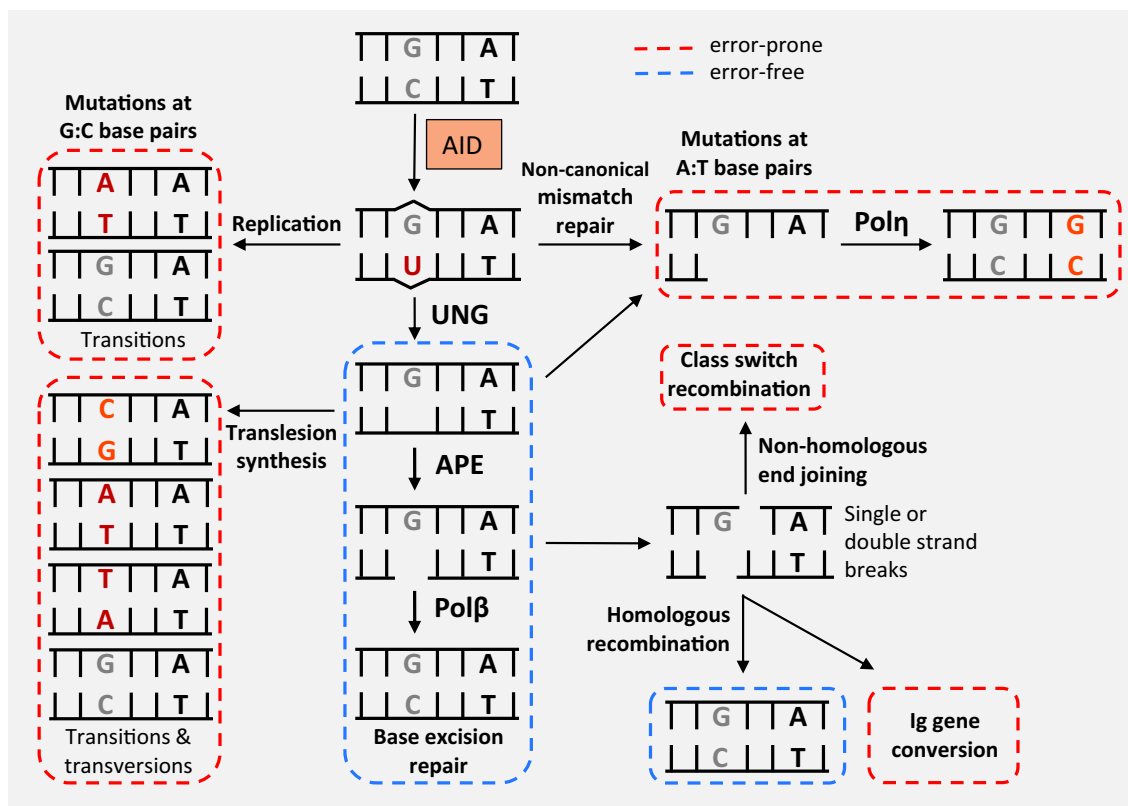 G A
C T
error-prone
error-free
Mutations at
G:C base pairs
A A
T T
G A
C T
Transitions
AID
Replication
G A
U T
Non-canonical
mismatch
repair
Mutations at
A:T base pairs
G A
Polη
G G
C C
UNG
G A
T
Translesion
synthesis
C A
G T
A A
T T
T A
A T
G A
C T
Transitions &
transversions
APE
G A
T
Polβ
G A
C T
Base excision
repair
Class switch
recombination
Non-homologous
end joining
G A
T
Single or
double strand
breaks
Homologous
recombination
G A
C T
Ig gene
conversion